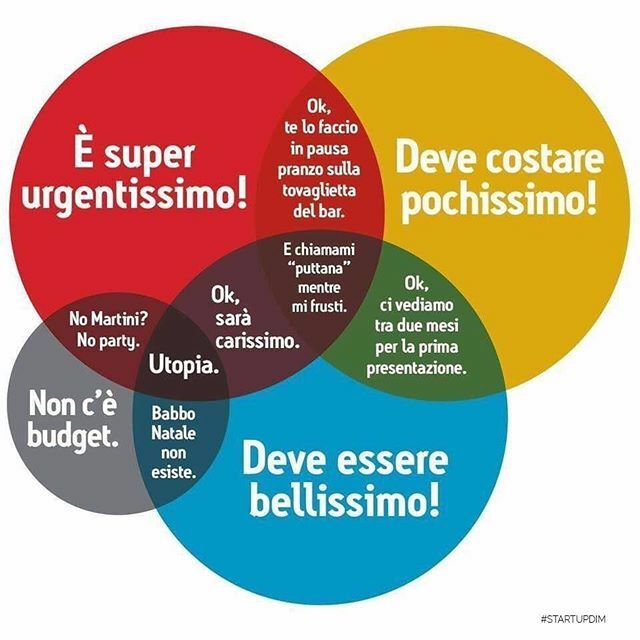 È super
urgentissimo!
Ok,
te lo faccio
in pausa
pranzo sulla
tovaglietta
del bar.
Deve costare
pochissimo!
E chiamami
“puttana”
mentre
mi frusti.
Ok,
sarà
carissimo.
Ok,
ci vediamo
tra due mesi
per la prima
presentazione.
No Martini?
No party.
Utopia.
Non c’è
budget.
Babbo
Natale
non
esiste.
Deve essere
bellissimo!
#STARTUPDIM